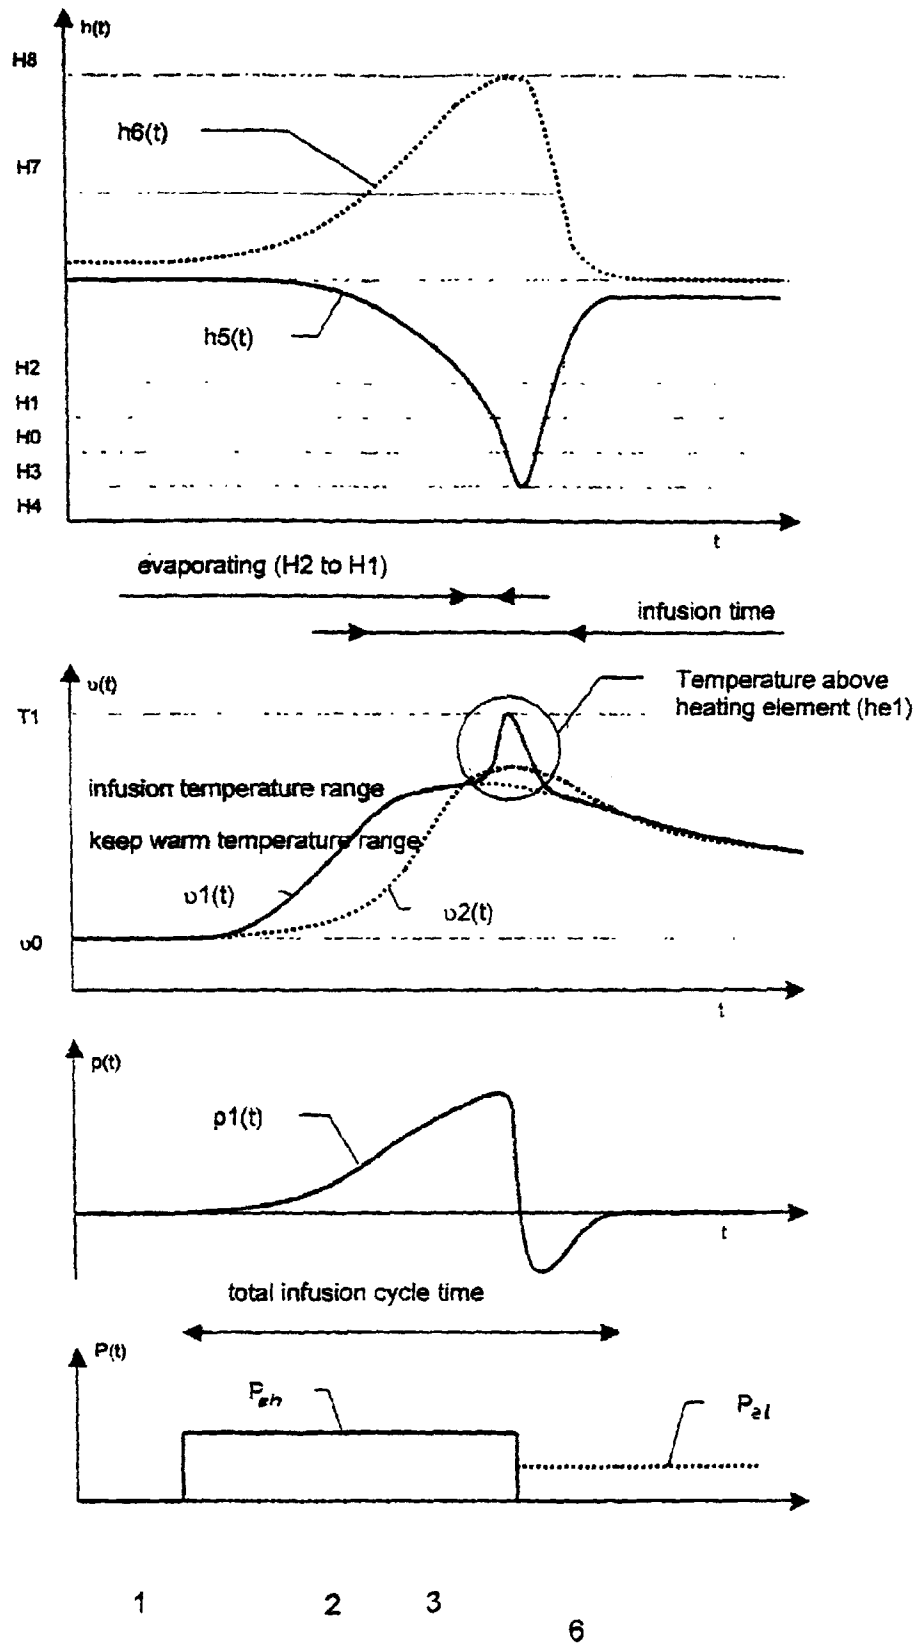 h(t)
H8
h6(t)
H7
h5(t)
H2
H1
H0
H3
H4
t
evaporating (H2 to H1)
infusion time
υ(t)
Temperature above
heating element (he1)
T1
infusion temperature range
keep warm temperature range
υ1(t)
υ2(t)
υ0
t
p(t)
p1(t)
t
total infusion cycle time
P(t)
Peh
Pel
1
2
3
6